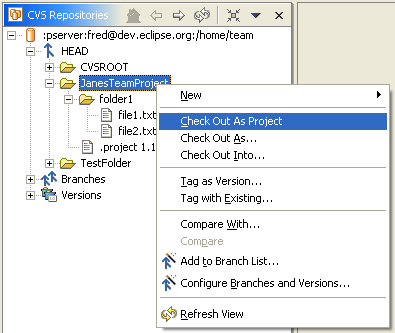 CVS Repositories
:pserver:fred@dev.eclipse.org:/home/team
HEAD
CVSROOT
JanesTeamProject
folder1
file1.txt
file2.txt
.project 1.1
TestFolder
Branches
Versions
New
Check Out As Project
Check Out As...
Check Out Into...
Tag as Version...
Tag with Existing...
Compare With...
Compare
Add to Branch List...
Configure Branches and Versions...
Refresh View